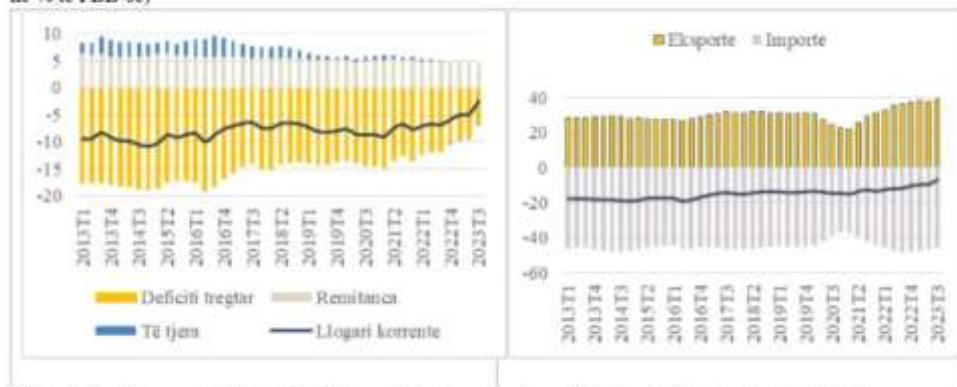 10
5
0
-5
-10
-15
-20
2013T1
2013T4
2014T3
2015T2
2016T1
2016T4
2017T3
2018T2
2019T1
2019T4
2020T3
2021T2
2022T1
2022T4
2023T3
Deficiti tregtar
Remitanca
Të tjera
Llogari korrente
Eksporte
Importe
40
20
0
-20
-40
-60
2013T1
2013T4
2014T3
2015T2
2016T1
2016T4
2017T3
2018T2
2019T1
2019T4
2020T3
2021T2
2022T1
2022T4
2023T3